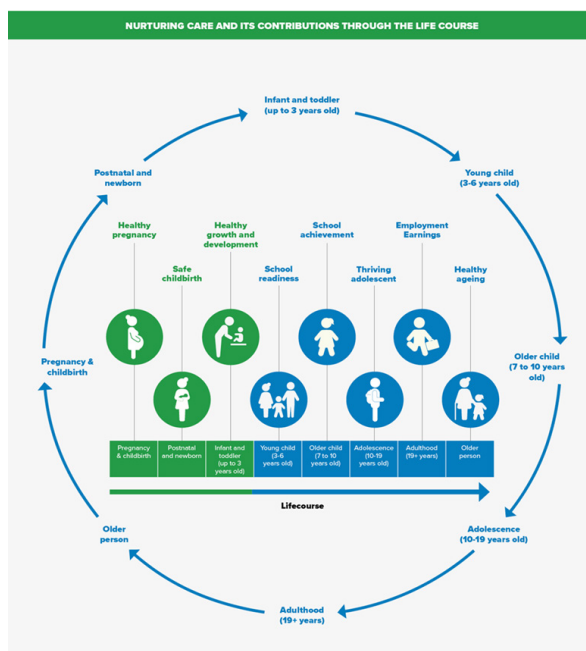 NURTURING CARE AND ITS CONTRIBUTIONS THROUGH THE LIFE COURSE
Infant and toddler
(up to 3 years old)
Postnatal and
newborn
Young child
(3-6 years old)
Healthy
pregnancy
Healthy
growth and
development
School
achievement
Employment
Earnings
Safe
childbirth
School
readiness
Thriving
adolescent
Healthy
ageing
Pregnancy &
childbirth
Older child
(7 to 10 years
old)
Pregnancy
& childbirth
Postnatal
and newborn
Infant and
toddler
(up to 3
years old)
Young child
(3-6
years old)
Older child
(7 to 10
years old)
Adolescence
(10-19
years old)
Adulthood
(19+ years)
Older
person
Lifecourse
Older
person
Adolescence
(10-19 years old)
Adulthood
(19+ years)